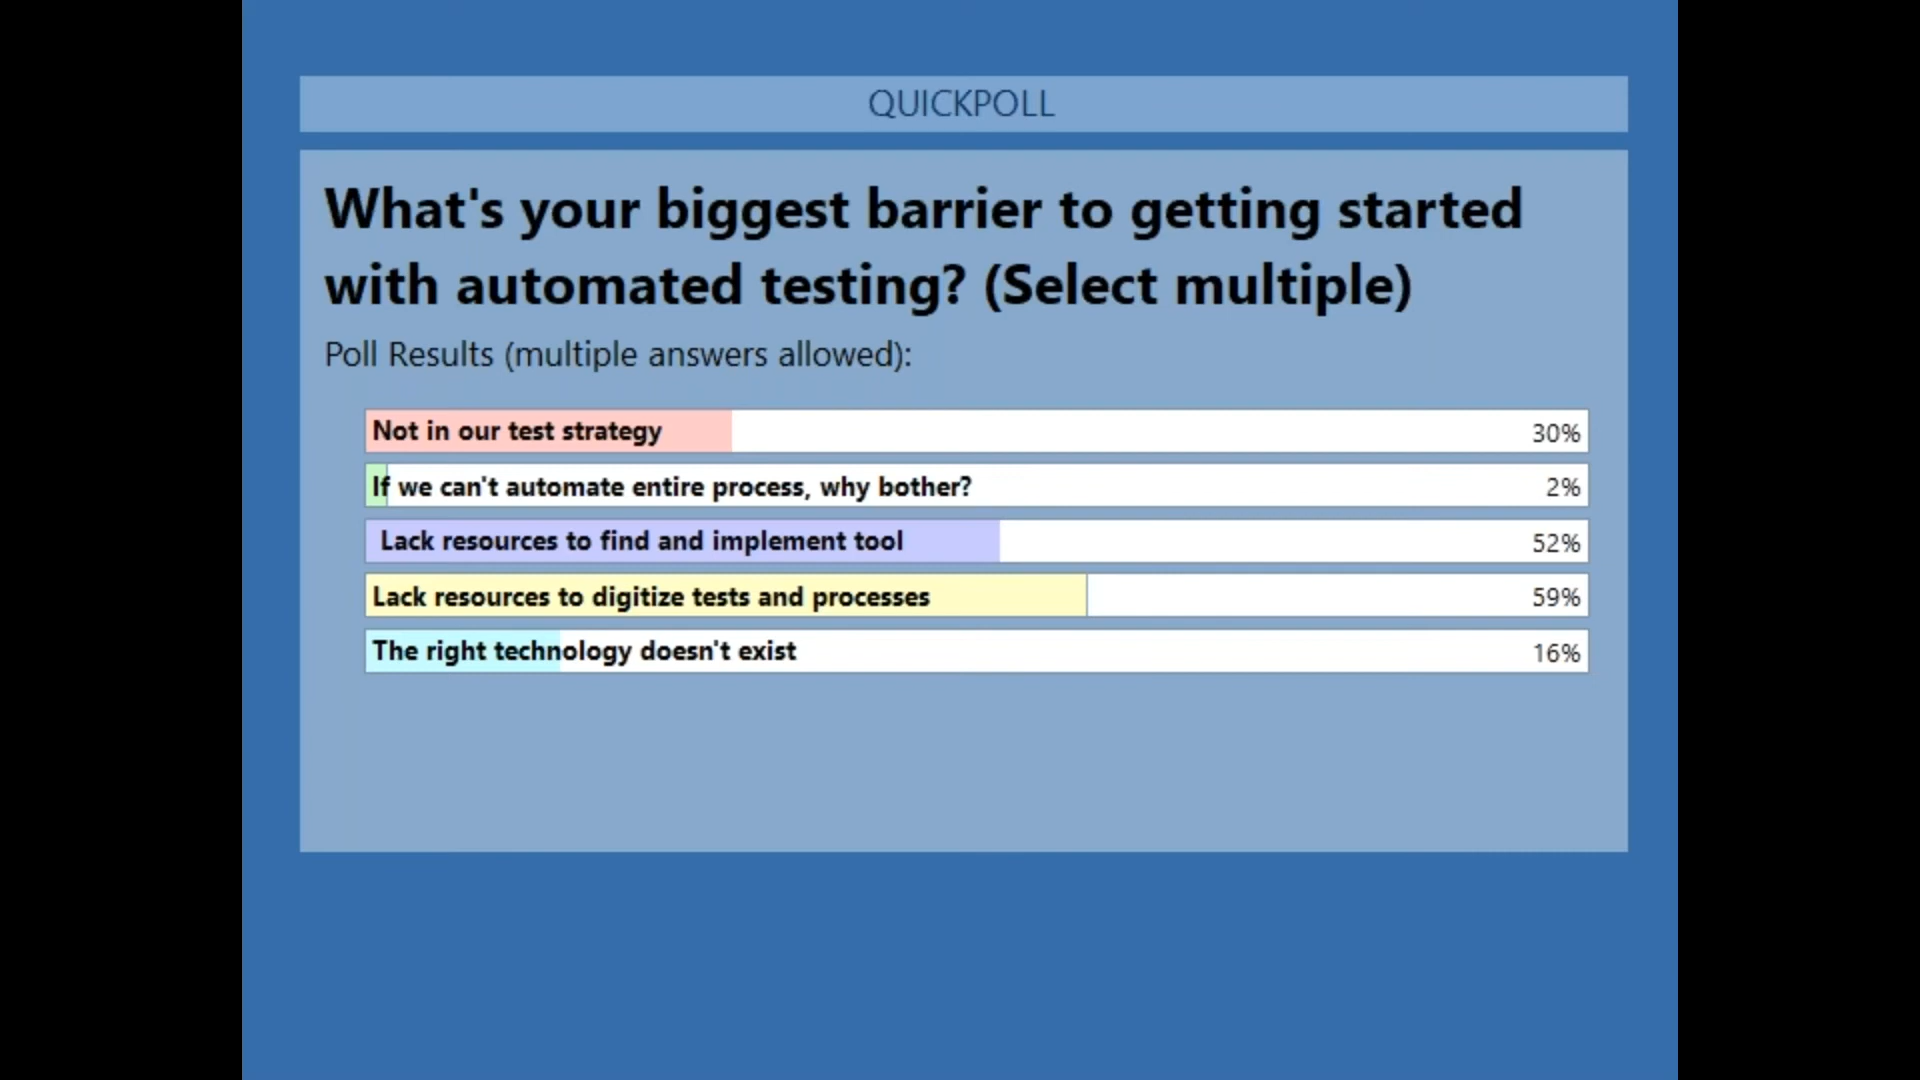 QUICKPOLL
What's your biggest barrier to getting started
with automated testing? (Select multiple)
Poll Results (multiple answers allowed):
Not in our test strategy 30%
If we can't automate entire process, why bother? 2%
Lack resources to find and implement tool 52%
Lack resources to digitize tests and processes 59%
The right technology doesn't exist 16%